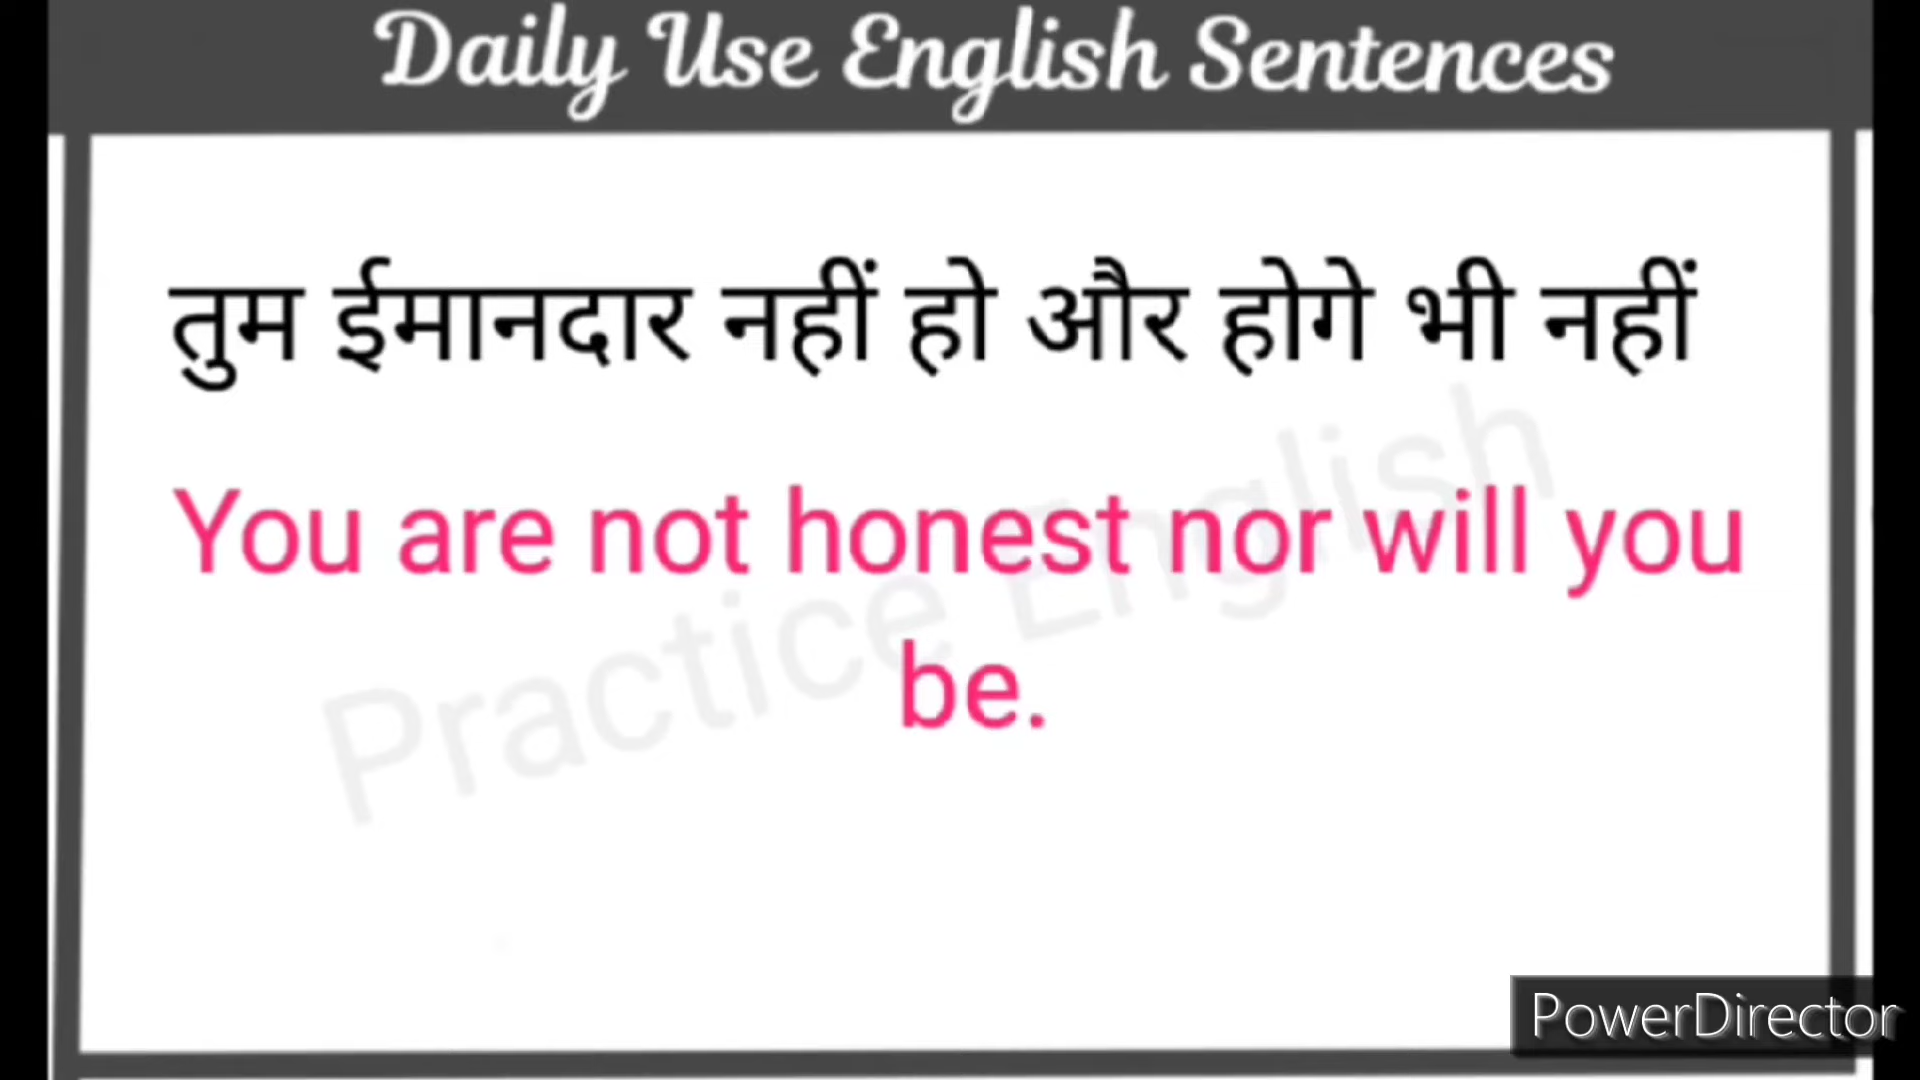 Daily Use English Sentences
तुम ईमानदार नहीं हो और होगे भी नहीं
You are not honest nor will you
be.
Practice English
PowerDirector